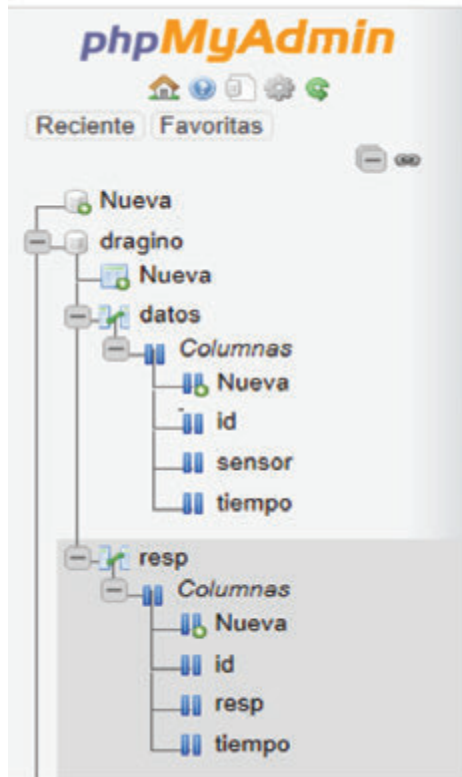 phpMyAdmin
Reciente Favoritas
Nueva
dragino
Nueva
datos
Columnas
Nueva
id
sensor
tiempo
resp
Columnas
Nueva
id
resp
tiempo